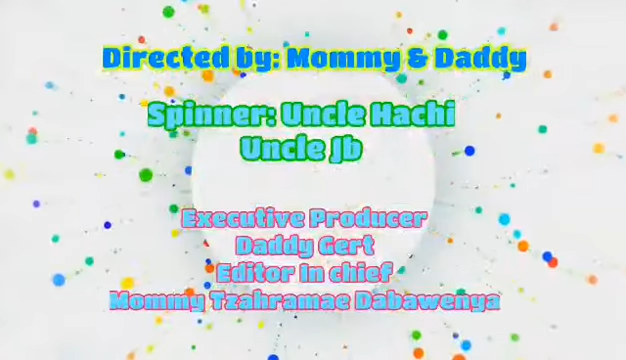 Directed by: Mommy & Daddy
Spinner: Uncle Hachi
Uncle Jb
Executive Producer
Daddy Gert
Editor In chief
Mommy Tzahramae Dabawenya